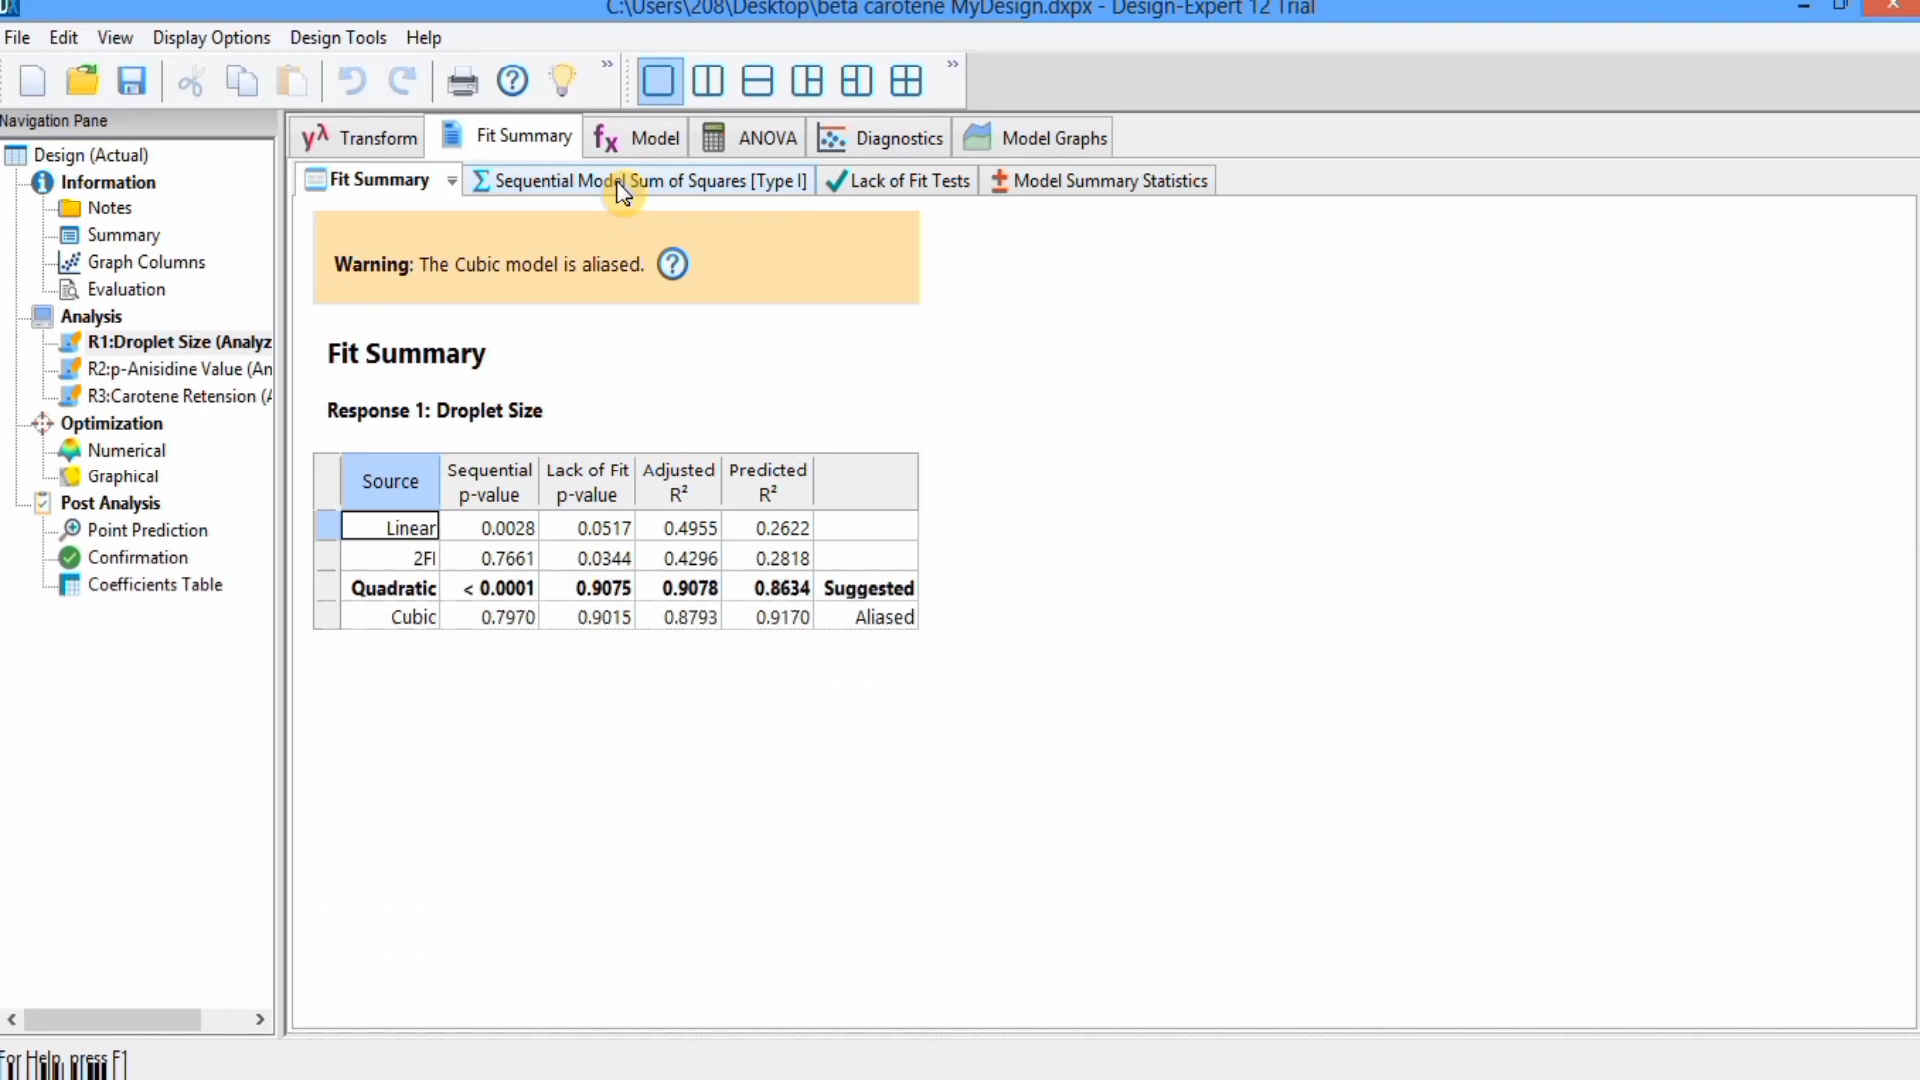 DX
C:\Users\208\Desktop\beta carotene MyDesign.dxpx - Design-Expert 12 Trial
File Edit View Display Options Design Tools Help
Navigation Pane
Design (Actual)
Information
Notes
Summary
Graph Columns
Evaluation
Analysis
R1:Droplet Size (Analyz
R2:p-Anisidine Value (An
R3:Carotene Retension (A
Optimization
Numerical
Graphical
Post Analysis
Point Prediction
Confirmation
Coefficients Table
yλ Transform Fit Summary fx Model ANOVA Diagnostics Model Graphs
Fit Summary Σ Sequential Model Sum of Squares [Type I] Lack of Fit Tests ± Model Summary Statistics
Warning: The Cubic model is aliased. ?
Fit Summary
Response 1: Droplet Size
Source Sequential p-value Lack of Fit p-value Adjusted R² Predicted R²
Linear 0.0028 0.0517 0.4955 0.2622
2FI 0.7661 0.0344 0.4296 0.2818
Quadratic < 0.0001 0.9075 0.9078 0.8634 Suggested
Cubic 0.7970 0.9015 0.8793 0.9170 Aliased
For Help, press F1